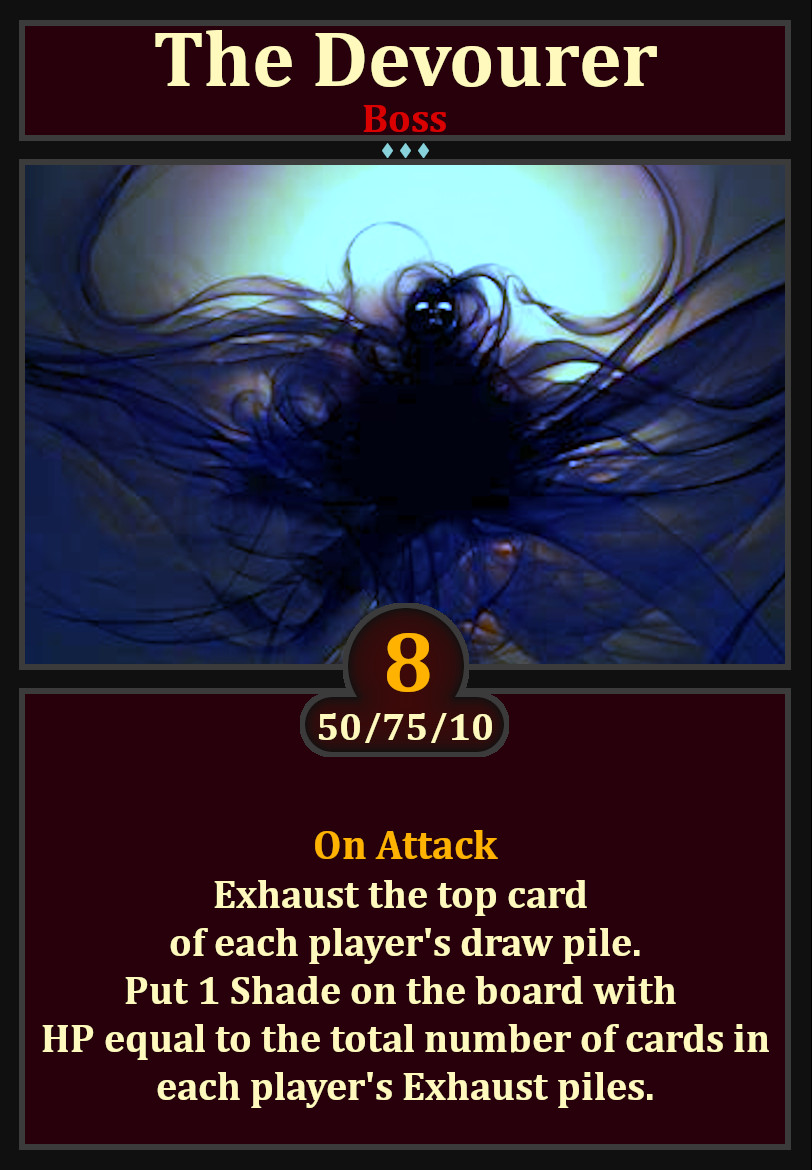 The Devourer
Boss
8
50/75/10
On Attack
Exhaust the top card
of each player's draw pile.
Put 1 Shade on the board with
HP equal to the total number of cards in
each player's Exhaust piles.